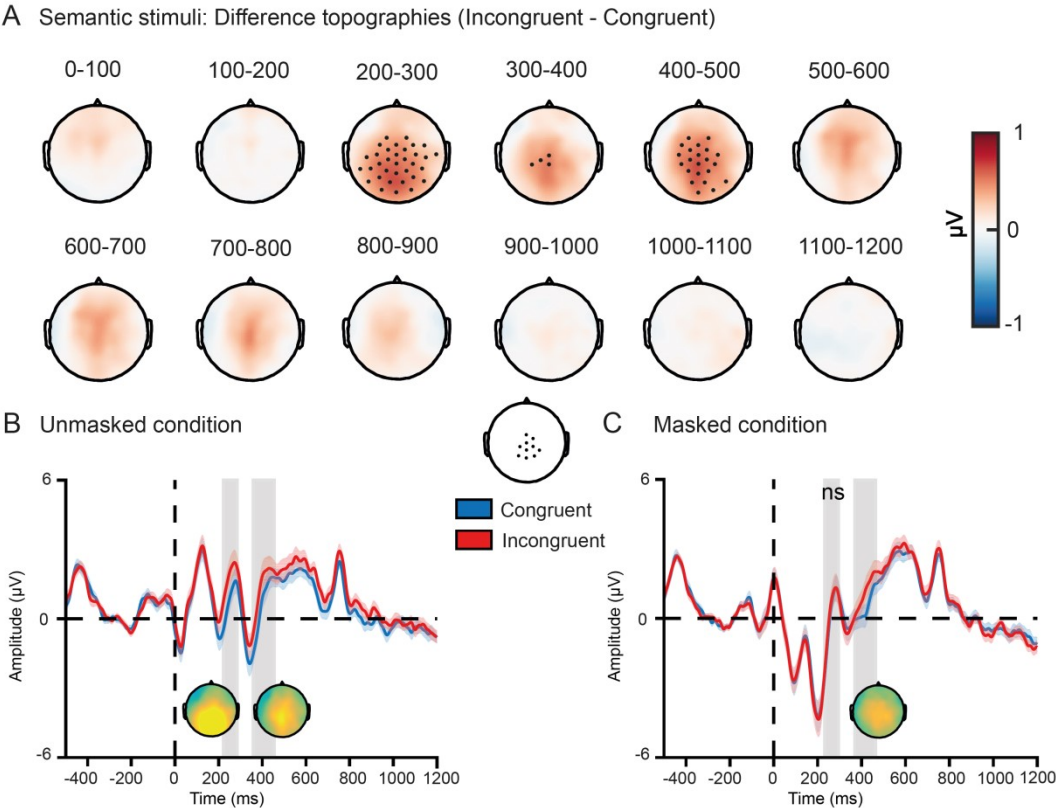 A Semantic stimuli: Difference topographies (Incongruent - Congruent)
0-100 100-200 200-300 300-400 400-500 500-600
600-700 700-800 800-900 900-1000 1000-1100 1100-1200
1
0
-1
µV
B Unmasked condition
C Masked condition
Congruent
Incongruent
6
0
-6
Amplitude (µV)
-400 -200 0 200 400 600 800 1000 1200
Time (ms)
ns
6
0
-6
Amplitude (µV)
-400 -200 0 200 400 600 800 1000 1200
Time (ms)